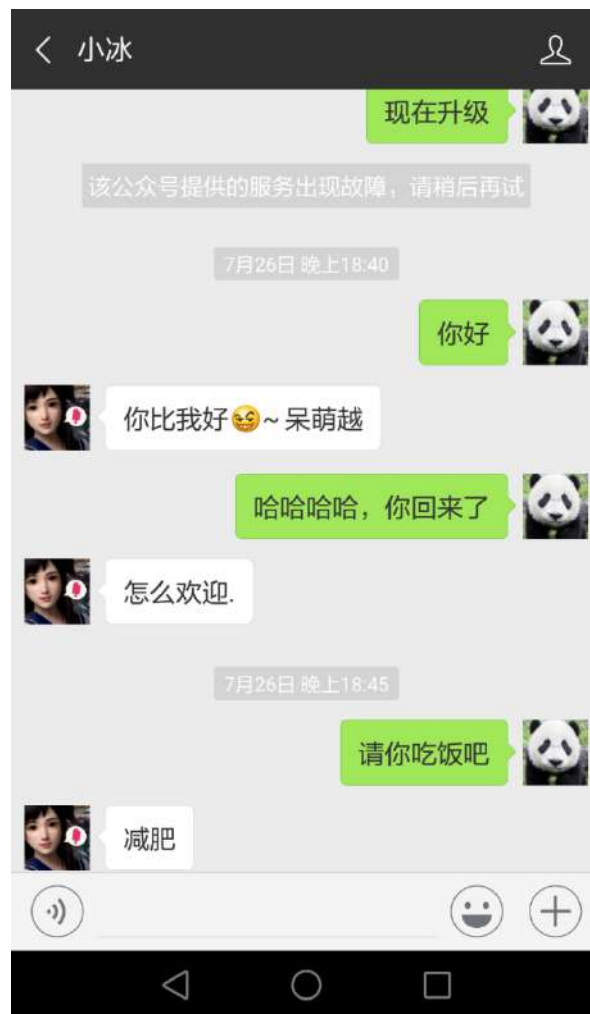 小冰
现在升级
该公众号提供的服务出现故障，请稍后再试
7月26日 晚上18:40
你好
你比我好😝~呆萌越
哈哈哈哈，你回来了
怎么欢迎.
7月26日 晚上18:45
请你吃饭吧
减肥